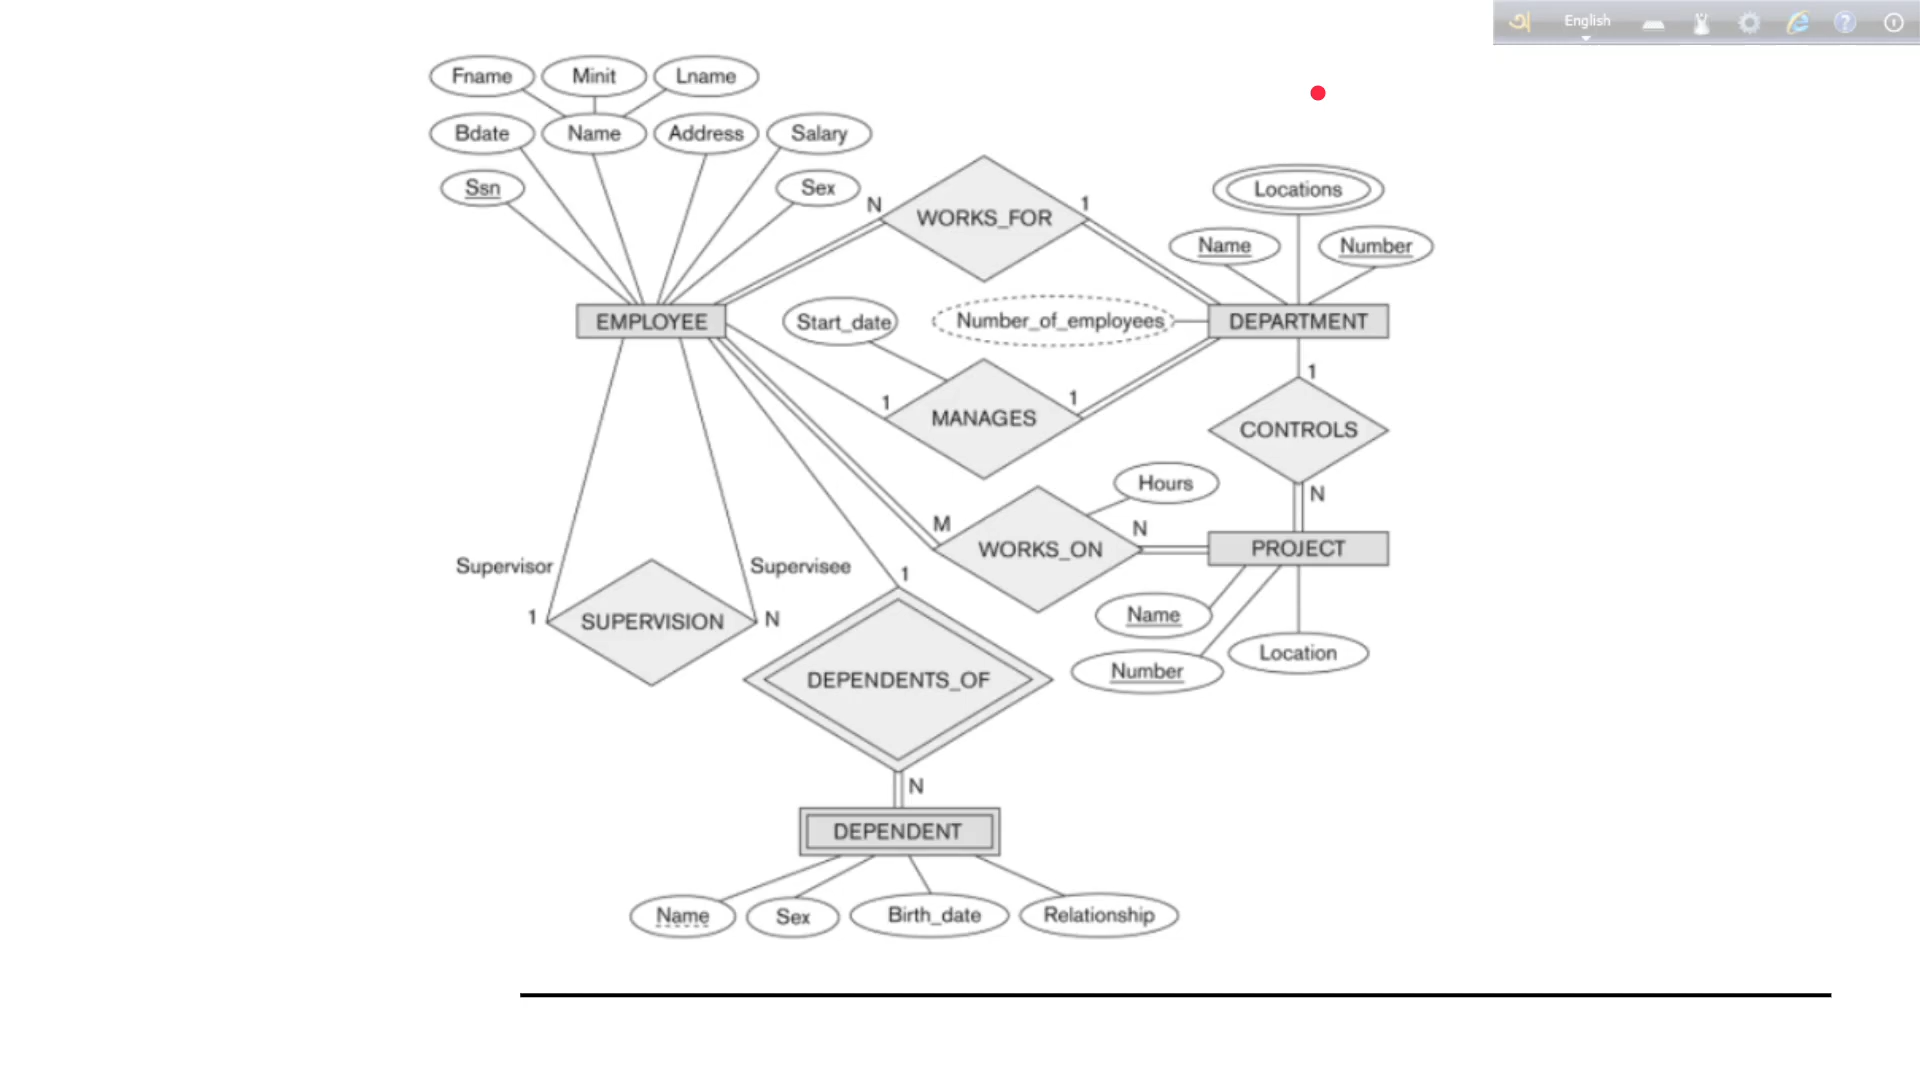 English
Fname Minit Lname
Bdate Name Address Salary
Ssn Sex
N WORKS_FOR 1
Locations
Name Number
EMPLOYEE Start_date Number_of_employees DEPARTMENT
1 MANAGES 1
1
CONTROLS
N
Hours
M WORKS_ON N PROJECT
Supervisor Supervisee
1 SUPERVISION N
1
DEPENDENTS_OF
Name
Number Location
N
DEPENDENT
Name Sex Birth_date Relationship